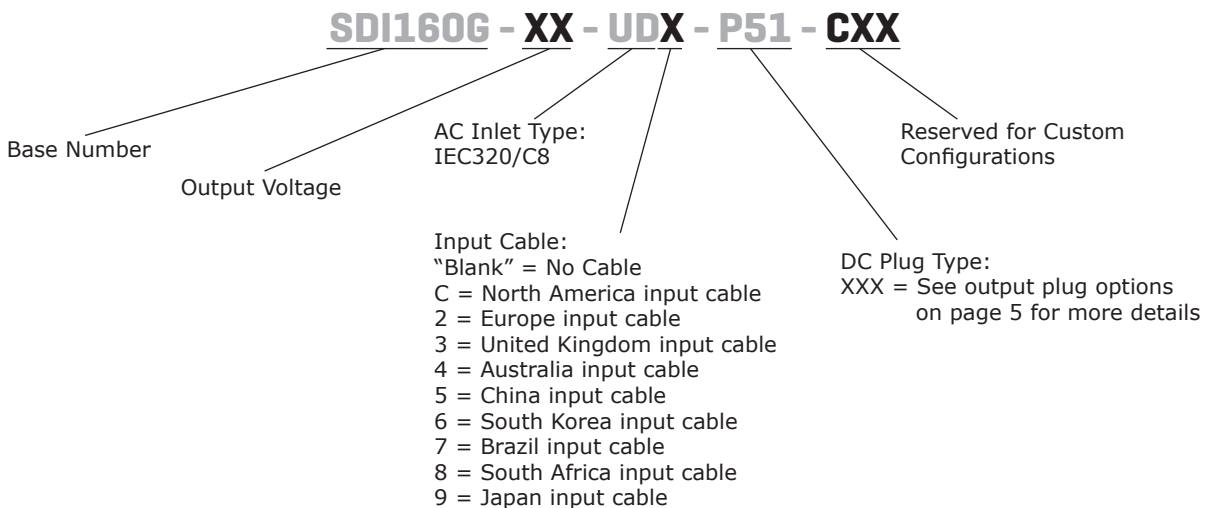 SDI160G - XX - UDX - P51 - CXX
Base Number
Output Voltage
AC Inlet Type:
IEC320/C8
Input Cable:
“Blank” = No Cable
C = North America input cable
2 = Europe input cable
3 = United Kingdom input cable
4 = Australia input cable
5 = China input cable
6 = South Korea input cable
7 = Brazil input cable
8 = South Africa input cable
9 = Japan input cable
DC Plug Type:
XXX = See output plug options
on page 5 for more details
Reserved for Custom
Configurations